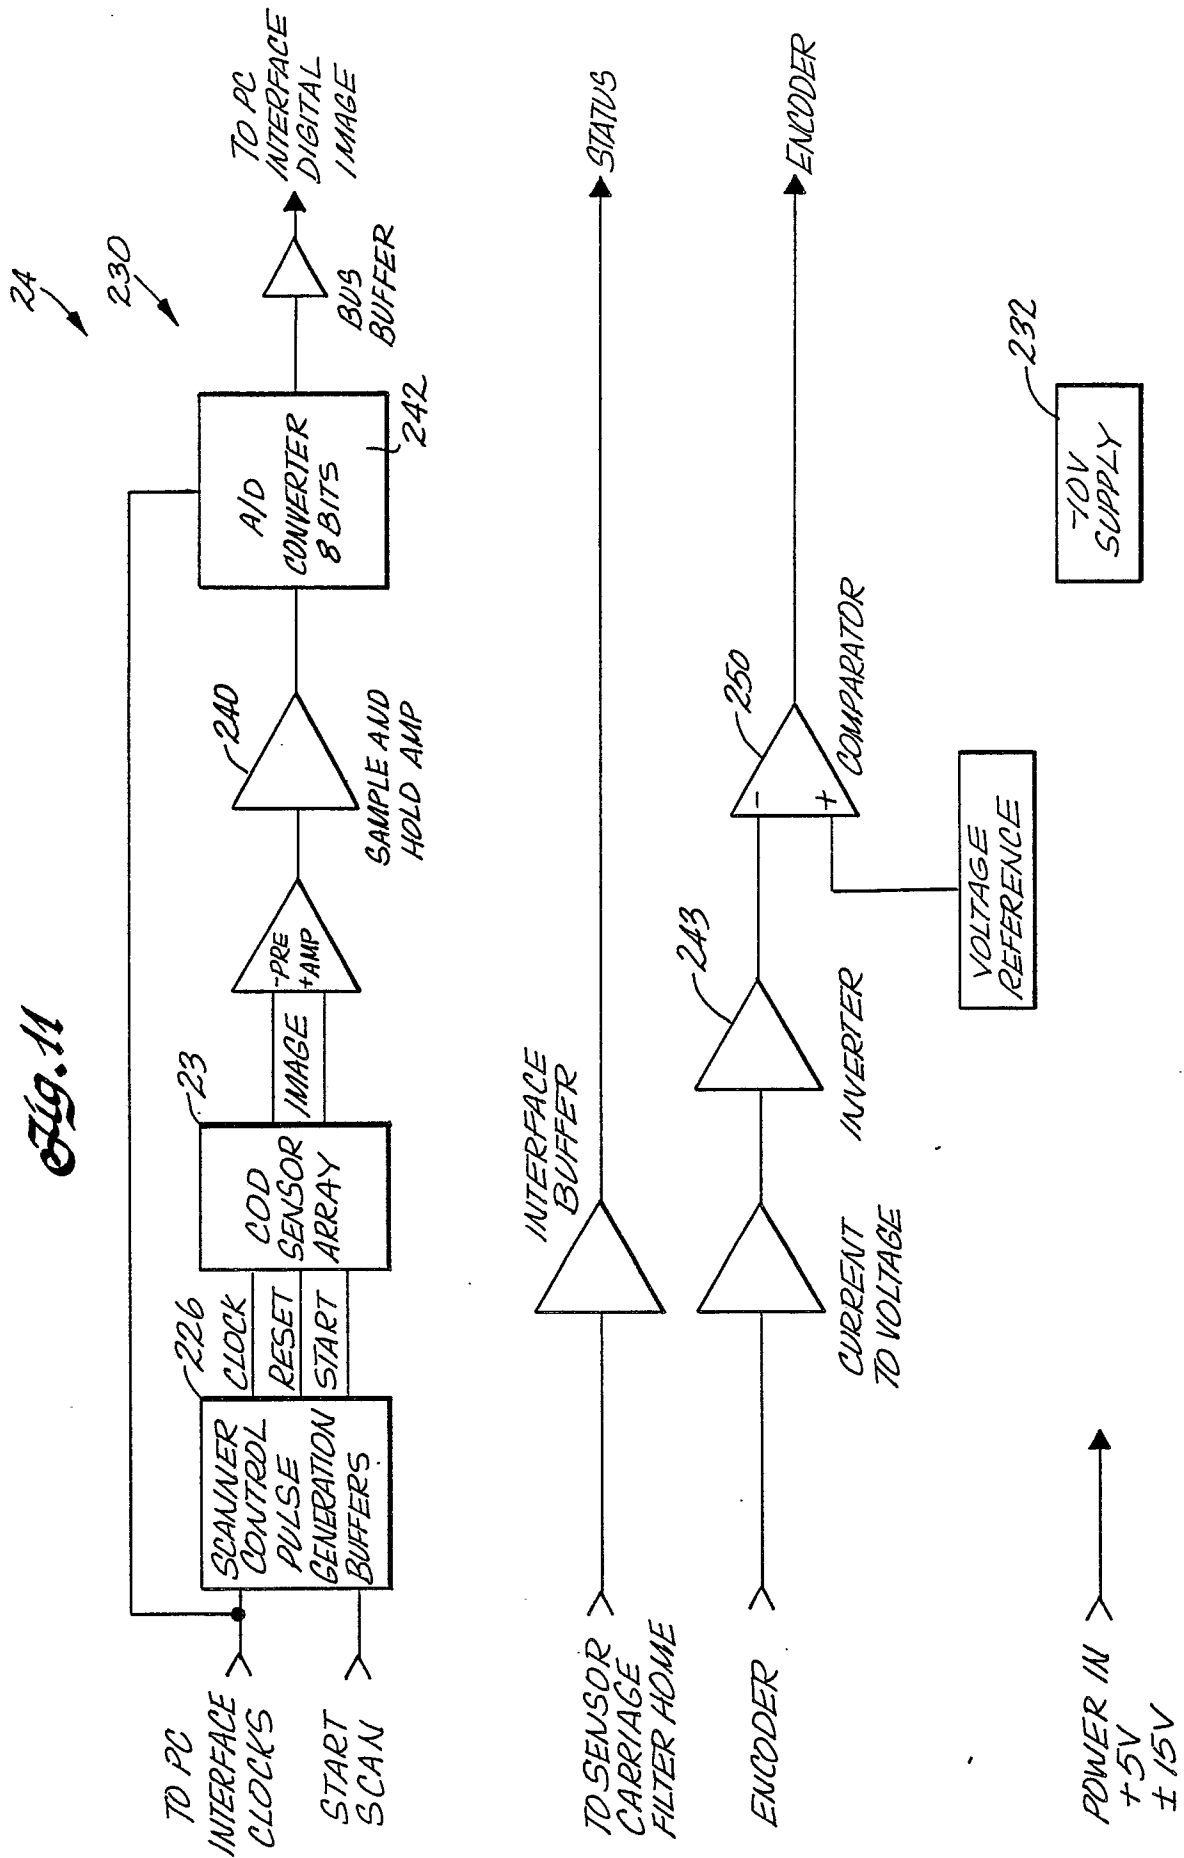 Fig. 11
24
230
TO PC
INTERFACE
CLOCKS
START
SCAN
226
SCANNER
CONTROL
PULSE
GENERATION
BUFFERS
CLOCK
RESET
START
23
CCD
SENSOR
ARRAY
IMAGE
-PRE
+AMP
240
SAMPLE AND
HOLD AMP
A/D
CONVERTER
8 BITS
242
BUS
BUFFER
TO PC
INTERFACE
DIGITAL
IMAGE
TO SENSOR
CARRIAGE
FILTER HOME
INTERFACE
BUFFER
STATUS
ENCODER
CURRENT
TO VOLTAGE
243
INVERTER
250
-
+
COMPARATOR
ENCODER
VOLTAGE
REFERENCE
232
-10V
SUPPLY
POWER IN
+5V
± 15V